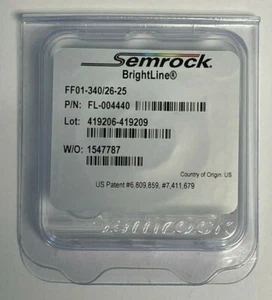 Semrock
BrightLine®
FF01-340/26-25
P/N: FL-004440
Lot: 419206-419209
W/O: 1547787
Country of Origin: US
US Patent #6,809,859, #7,411,679
Semrock